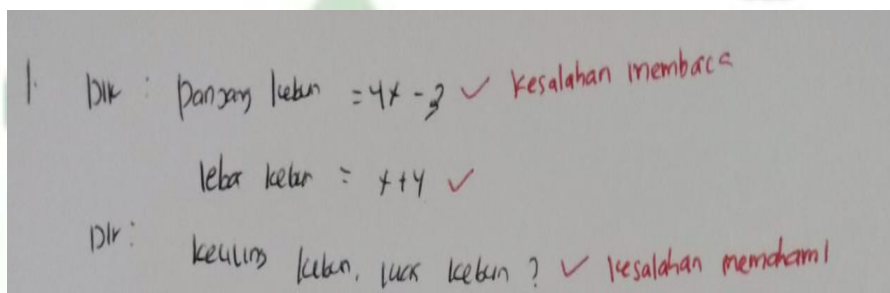 1. Dik : Panjang kebun = 4x - 3 ✓ kesalahan membaca
lebar kebun = x+4 ✓
Dit :
keliling kebun, luas kebun ? ✓ kesalahan memahami